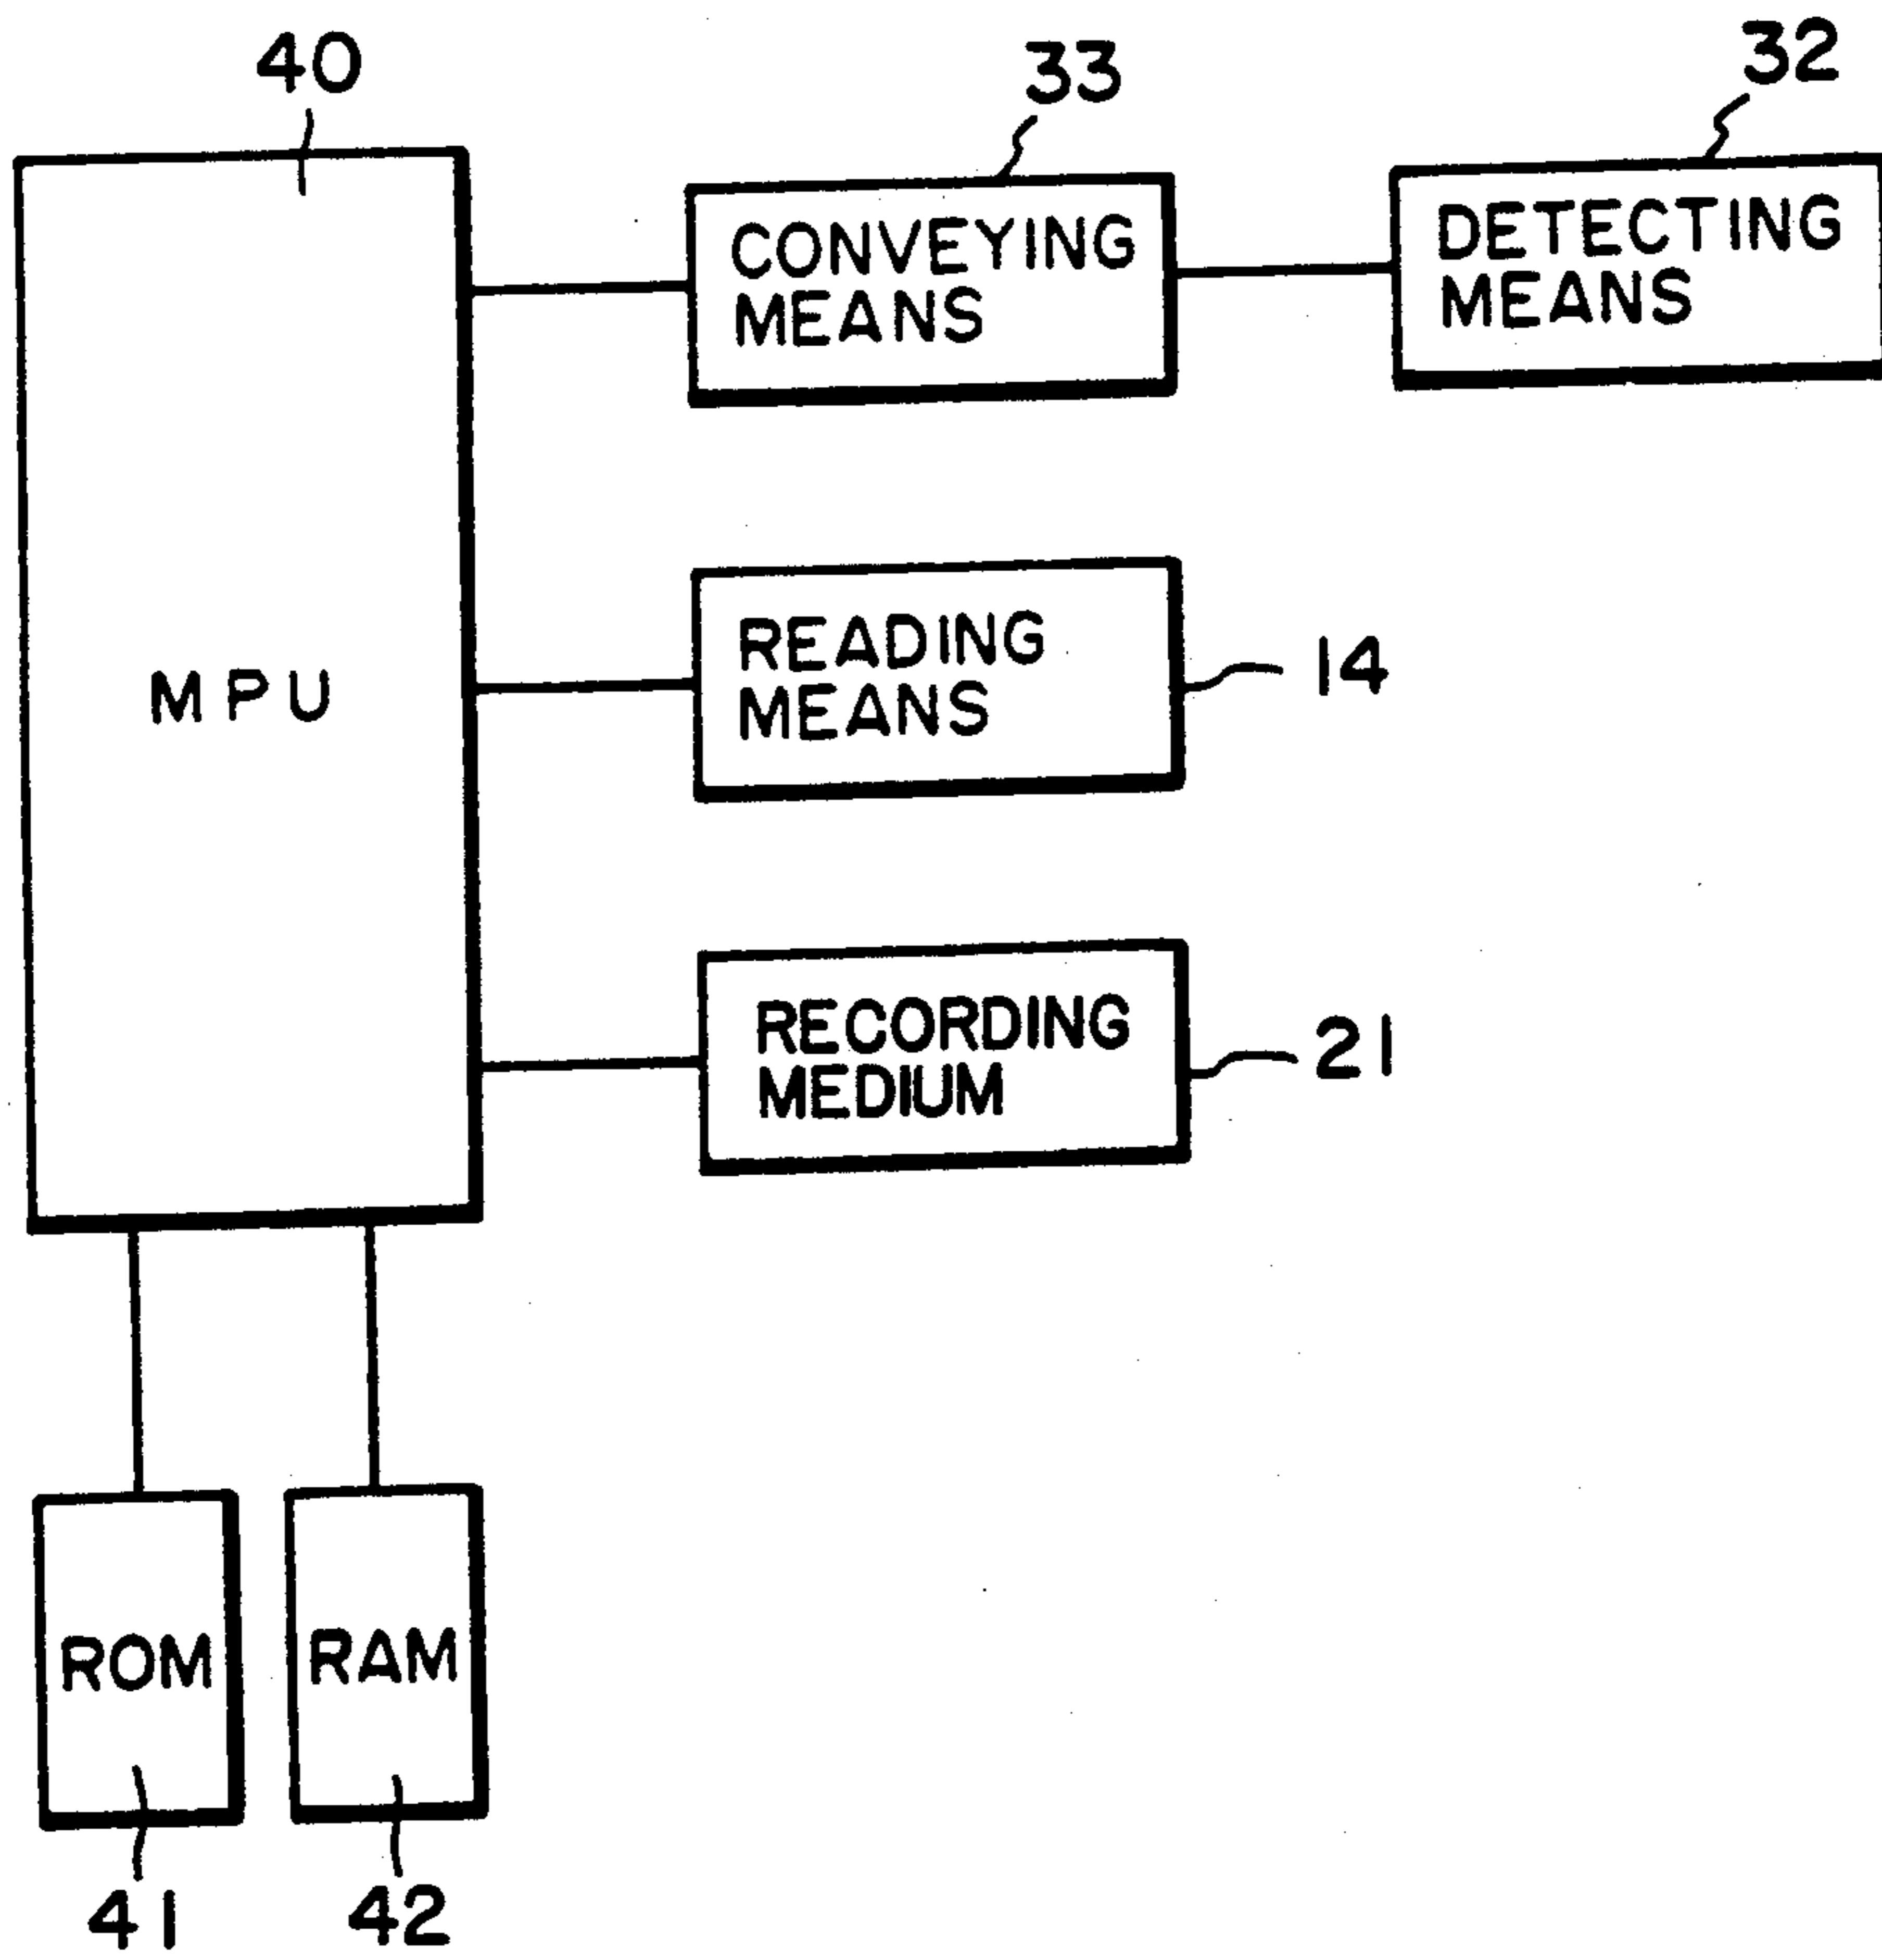 40
33
32
CONVEYING
MEANS
DETECTING
MEANS
MPU
READING
MEANS
14
RECORDING
MEDIUM
21
ROM
RAM
41
42